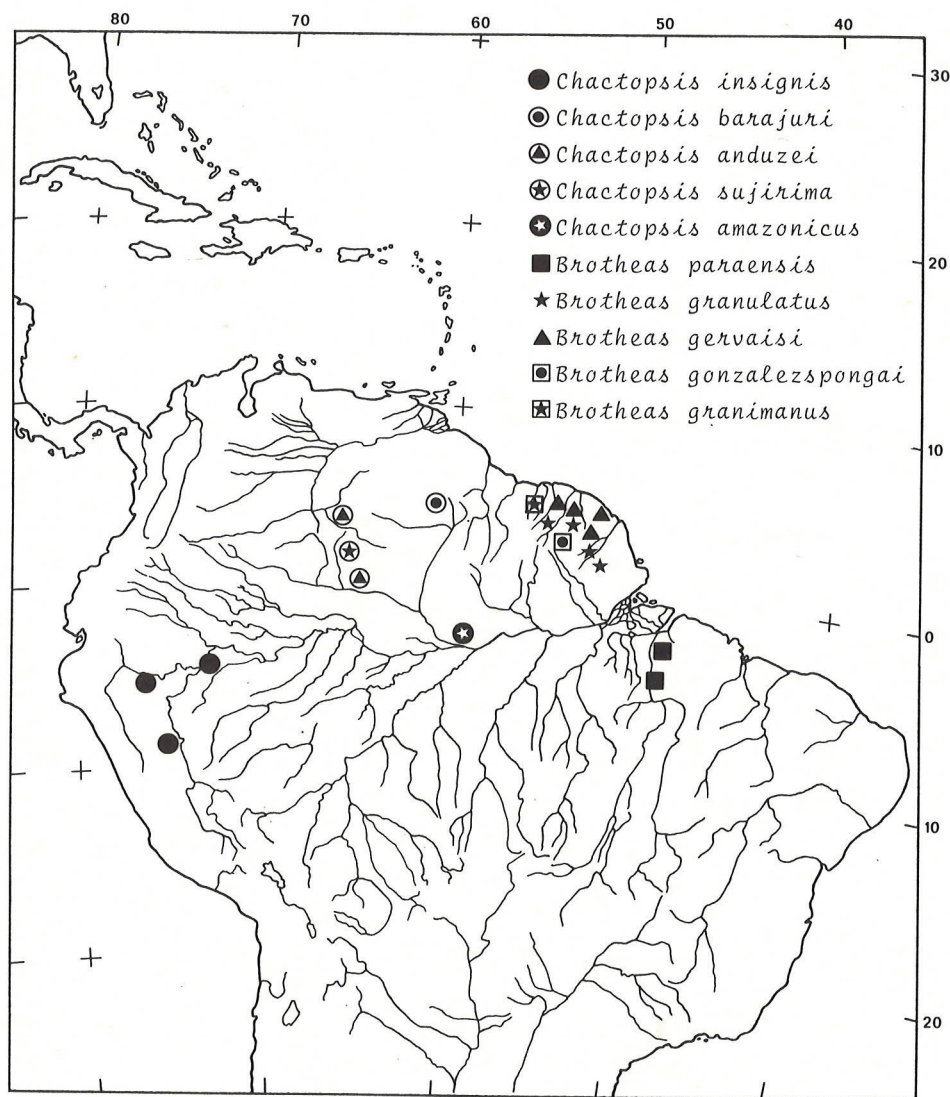 80 70 60 50 40
30
Chactopsis insignis
Chactopsis barajuri
Chactopsis anduzei
Chactopsis sujirima
Chactopsis amazonicus
20
Brotheas paraensis
Brotheas granulatus
Brotheas gervaisi
Brotheas gonzalezspongai
Brotheas granimanus
10
0
10
20